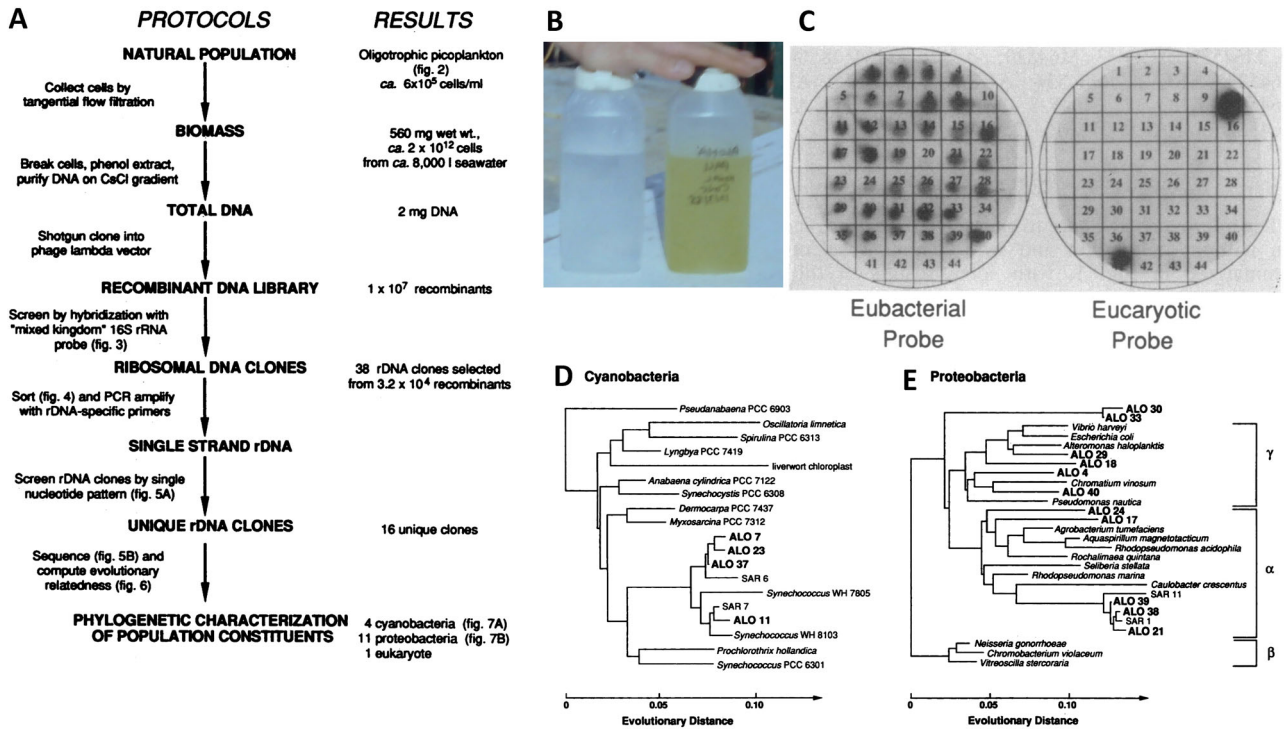 A
PROTOCOLS
RESULTS
NATURAL POPULATION
Oligotrophic picoplankton
(fig. 2)
ca. 6x10⁵ cells/ml
Collect cells by
tangential flow filtration
BIOMASS
560 mg wet wt.,
ca. 2 x 10¹² cells
from ca. 8,000 l seawater
Break cells, phenol extract,
purify DNA on CsCl gradient
TOTAL DNA
2 mg DNA
Shotgun clone into
phage lambda vector
RECOMBINANT DNA LIBRARY
1 x 10⁷ recombinants
Screen by hybridization with
"mixed kingdom" 16S rRNA
probe (fig. 3)
RIBOSOMAL DNA CLONES
38 rDNA clones selected
from 3.2 x 10⁴ recombinants
Sort (fig. 4) and PCR amplify
with rDNA-specific primers
SINGLE STRAND rDNA
Screen rDNA clones by single
nucleotide pattern (fig. 5A)
UNIQUE rDNA CLONES
16 unique clones
Sequence (fig. 5B) and
compute evolutionary
relatedness (fig. 6)
PHYLOGENETIC CHARACTERIZATION
OF POPULATION CONSTITUENTS
4 cyanobacteria (fig. 7A)
11 proteobacteria (fig. 7B)
1 eukaryote
B
C
2 3 4
5 6 7 8 9 10
11 12 13 14 15 16
17 18 19 20 21 22
23 24 25 26 27 28
29 30 31 32 33 34
35 36 37 38 39 40
41 42 43 44
Eubacterial
Probe
1 2 3 4
5 6 7 8 9
11 12 13 14 15 16
17 18 19 20 21 22
23 24 25 26 27 28
29 30 31 32 33 34
35 36 37 38 39 40
42 43 44
Eucaryotic
Probe
D
Cyanobacteria
Pseudanabaena PCC 6903
Oscillatoria limnetica
Spirulina PCC 6313
Lyngbya PCC 7419
liverwort chloroplast
Anabaena cylindrica PCC 7122
Synechocystis PCC 6308
Dermocarpa PCC 7437
Myxosarcina PCC 7312
ALO 7
ALO 23
ALO 37
SAR 6
Synechococcus WH 7805
SAR 7
ALO 11
Synechococcus WH 8103
Prochlorothrix hollandica
Synechococcus PCC 6301
0 0.05 0.10
Evolutionary Distance
E
Proteobacteria
ALO 30
ALO 33
Vibrio harveyi
Escherichia coli
Alteromonas haloplanktis
ALO 29
ALO 18
ALO 4
Chromatium vinosum
ALO 40
Pseudomonas nautica
γ
ALO 24
ALO 17
Agrobacterium tumefaciens
Aquaspirillum magnetotacticum
Rhodopseudomonas acidophila
Rochalimaea quintana
Seliberia stellata
Rhodopseudomonas marina
Caulobacter crescentus
SAR 11
ALO 39
ALO 38
SAR 1
ALO 21
α
Neisseria gonorrhoeae
Chromobacterium violaceum
Vitreoscilla stercoraria
β
0 0.05 0.10
Evolutionary Distance